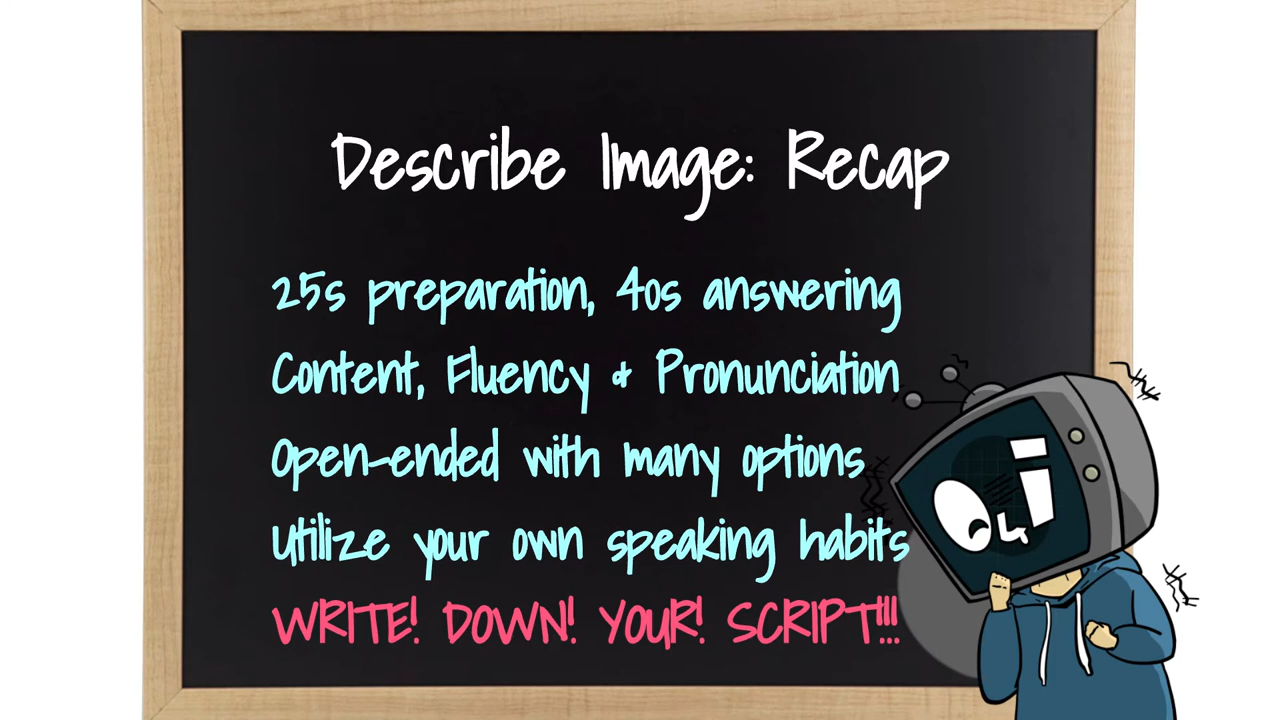 Describe Image: Recap
25s preparation, 40s answering
Content, Fluency & Pronunciation
Open-ended with many options
Utilize your own speaking habits
WRITE! DOWN! YOUR! SCRIPT!!!